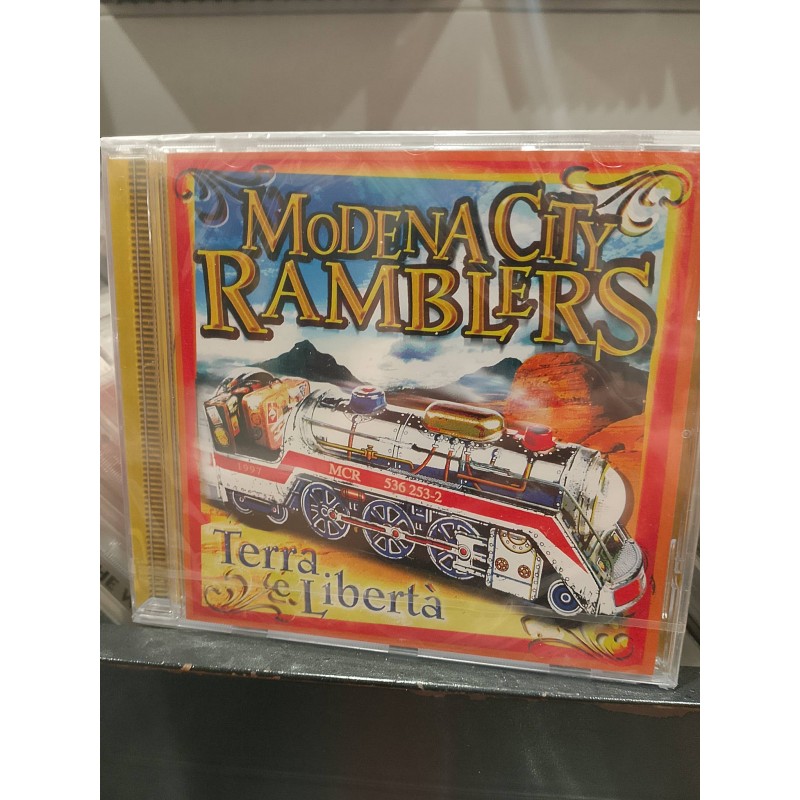 MODENA CITY
RAMBLERS
1997
MCR 536 253-2
Terra
e Libertà